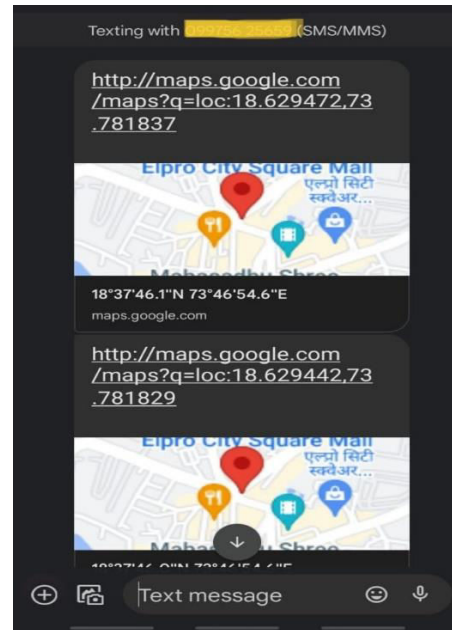 Texting with 099756 25659 (SMS/MMS)
http://maps.google.com
/maps?q=loc:18.629472,73
.781837
Elpro City Square Mall
एल्प्रो सिटी
स्क्वेअर...
18°37'46.1"N 73°46'54.6"E
maps.google.com
http://maps.google.com
/maps?q=loc:18.629442,73
.781829
Elpro City Square Mall
एल्प्रो सिटी
स्क्वेअर...
Text message